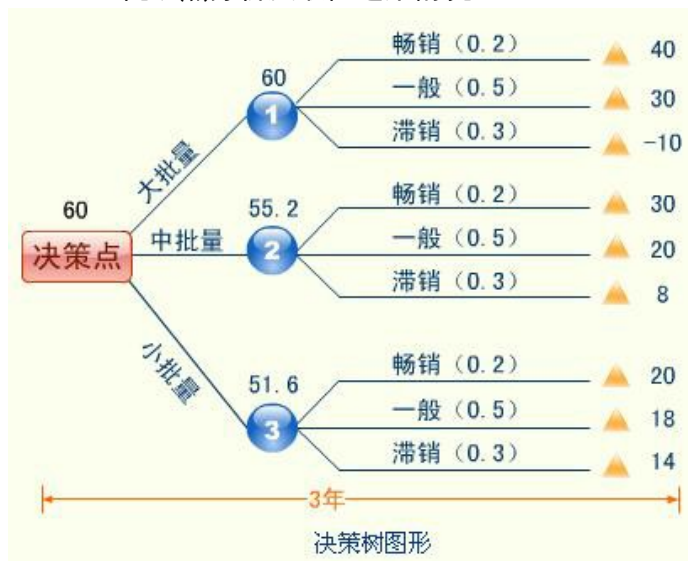 畅销（0.2） 40
60
一般（0.5） 30
1
滞销（0.3） -10
大批量
畅销（0.2） 30
60
55.2
中批量
一般（0.5） 20
决策点
2
滞销（0.3） 8
小批量
畅销（0.2） 20
51.6
一般（0.5） 18
3
滞销（0.3） 14
3年
决策树图形